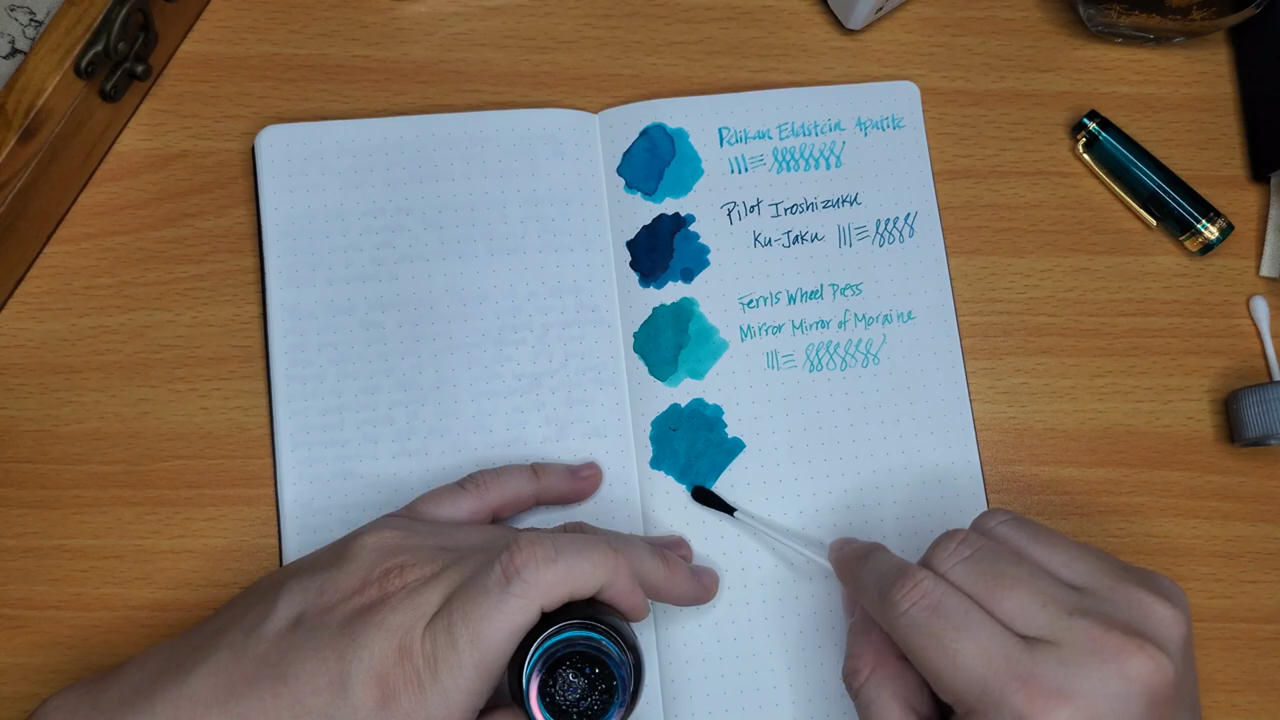 Pelikan Edelstein Apatite
Pilot Iroshizuku
Ku-Jaku
Ferris Wheel Press
Mirror Mirror of Moraine